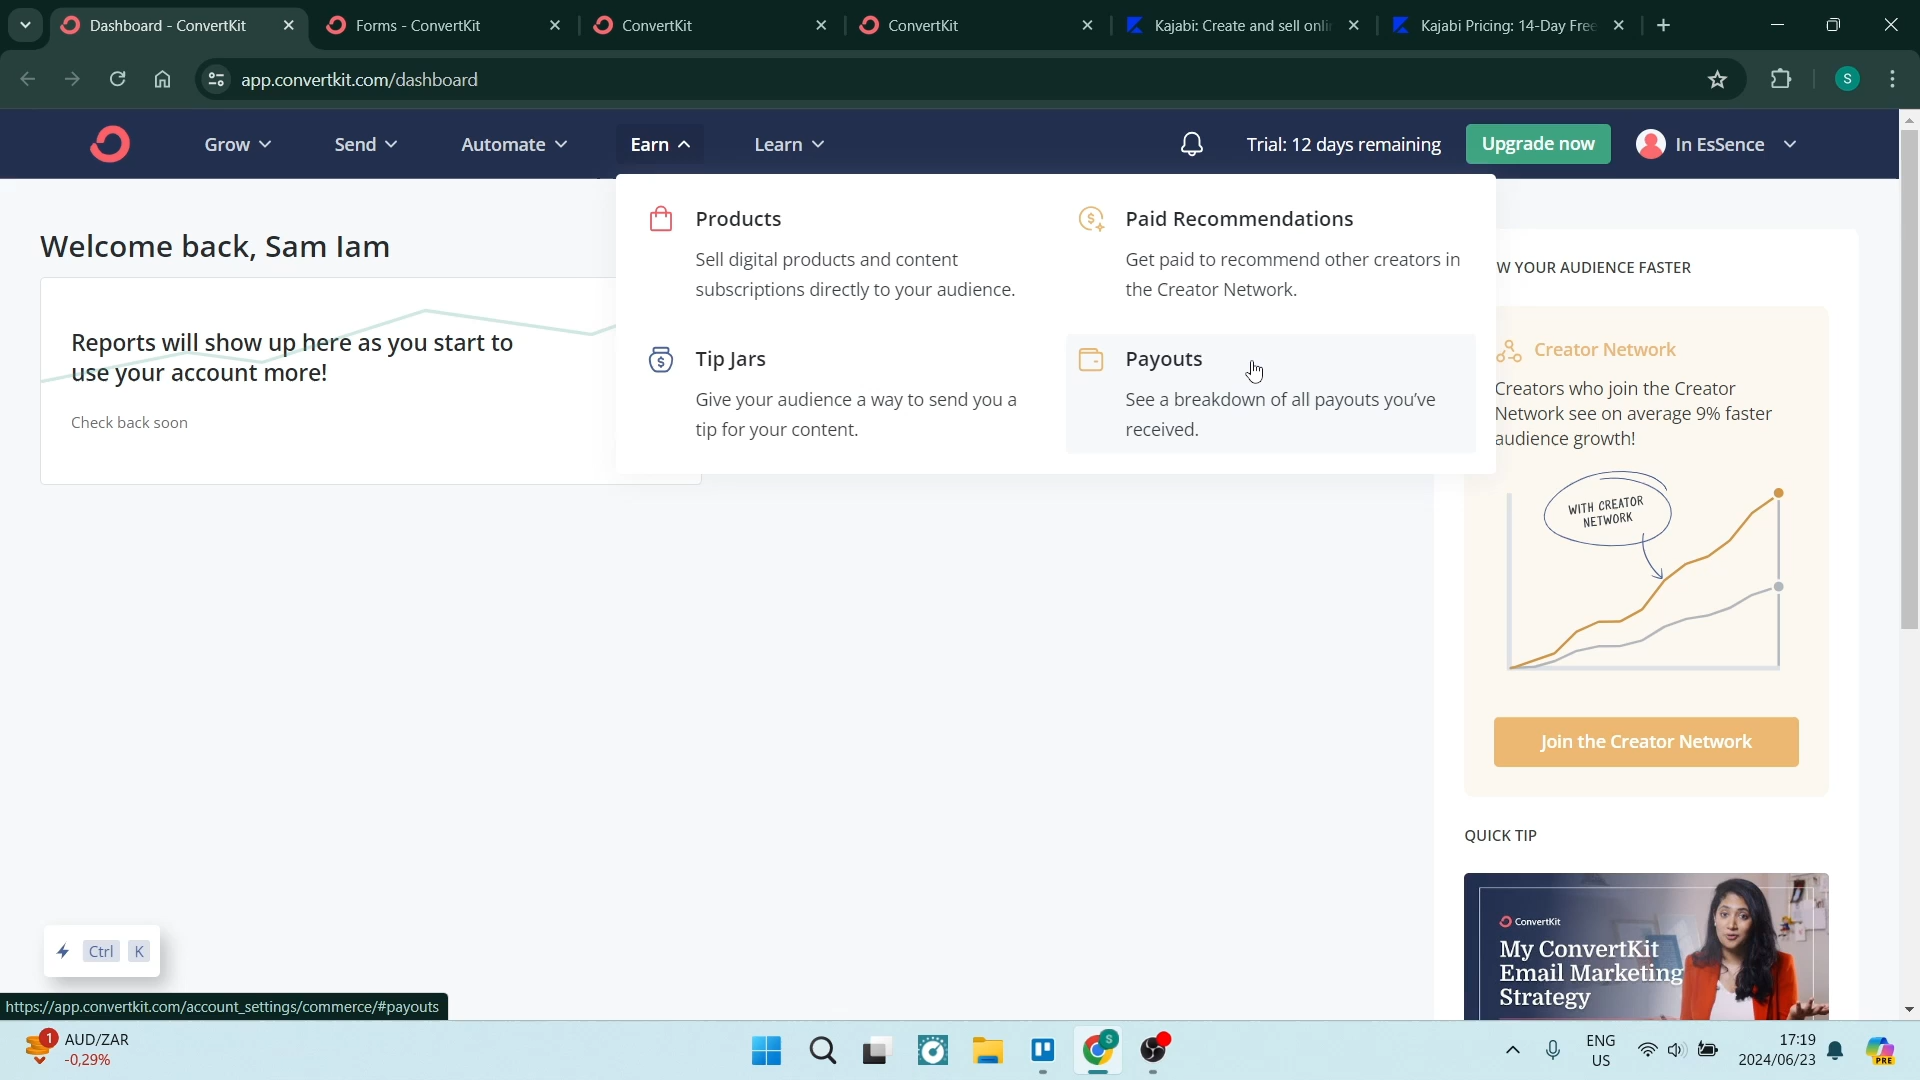 Dashboard - ConvertKit
Forms - ConvertKit
ConvertKit
ConvertKit
Kajabi: Create and sell onli
Kajabi Pricing: 14-Day Free
app.convertkit.com/dashboard
S
Grow
Send
Automate
Earn
Learn
Trial: 12 days remaining
Upgrade now
In EsSence
Welcome back, Sam Iam
Reports will show up here as you start to
use your account more!
Check back soon
Products
Sell digital products and content
subscriptions directly to your audience.
Paid Recommendations
Get paid to recommend other creators in
the Creator Network.
Tip Jars
Give your audience a way to send you a
tip for your content.
Payouts
See a breakdown of all payouts you've
received.
W YOUR AUDIENCE FASTER
Creator Network
Creators who join the Creator
Network see on average 9% faster
audience growth!
WITH CREATOR
NETWORK
Join the Creator Network
QUICK TIP
ConvertKit
My ConvertKit
Email Marketing
Strategy
Ctrl K
https://app.convertkit.com/account_settings/commerce/#payouts
1
AUD/ZAR
-0,29%
S
ENG
US
17:19
2024/06/23
PRE